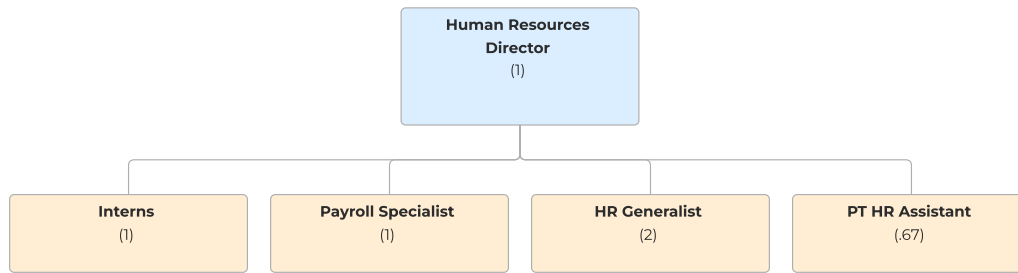 Human Resources
Director
(1)
Interns
(1)
Payroll Specialist
(1)
HR Generalist
(2)
PT HR Assistant
(.67)